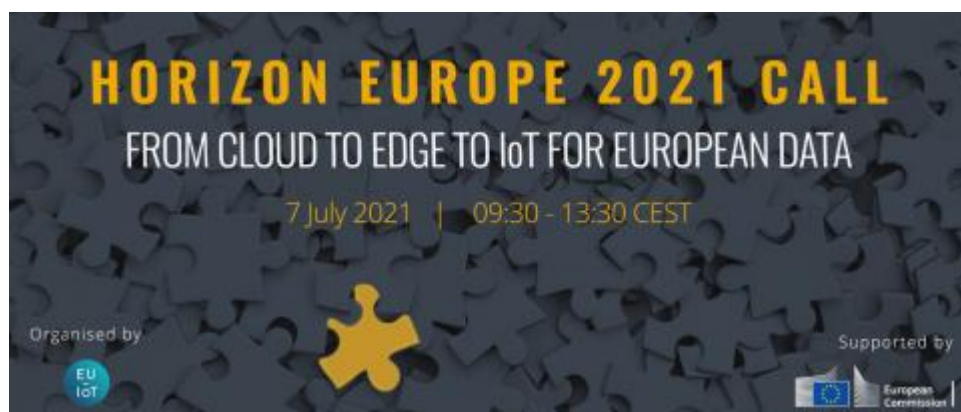 HORIZON EUROPE 2021 CALL
FROM CLOUD TO EDGE TO IoT FOR EUROPEAN DATA
7 July 2021 | 09:30 - 13:30 CEST
Organised by
EU
IoT
Supported by
European
Commission